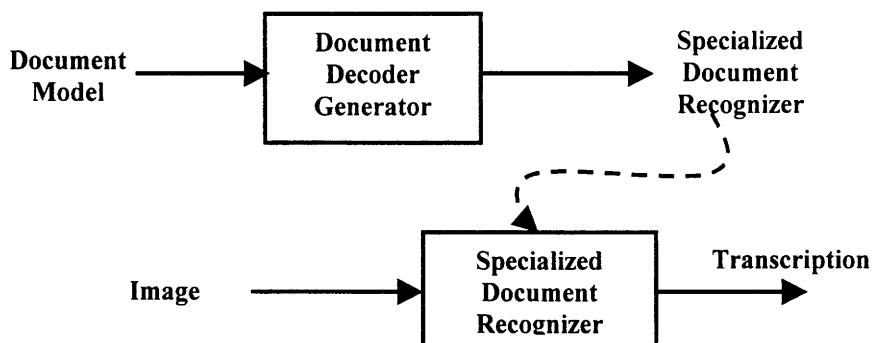 Document
Model
Document
Decoder
Generator
Specialized
Document
Recognizer
Image
Specialized
Document
Recognizer
Transcription